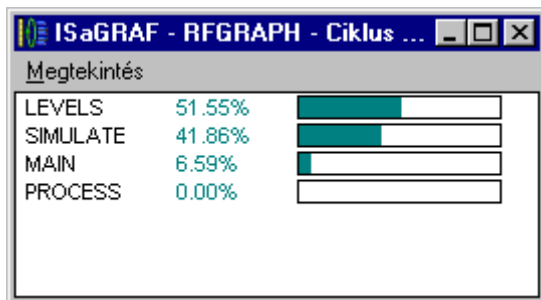 ISaGRAF - RFGRAPH - Ciklus ...
Megtekintés
LEVELS 51.55%
SIMULATE 41.86%
MAIN 6.59%
PROCESS 0.00%